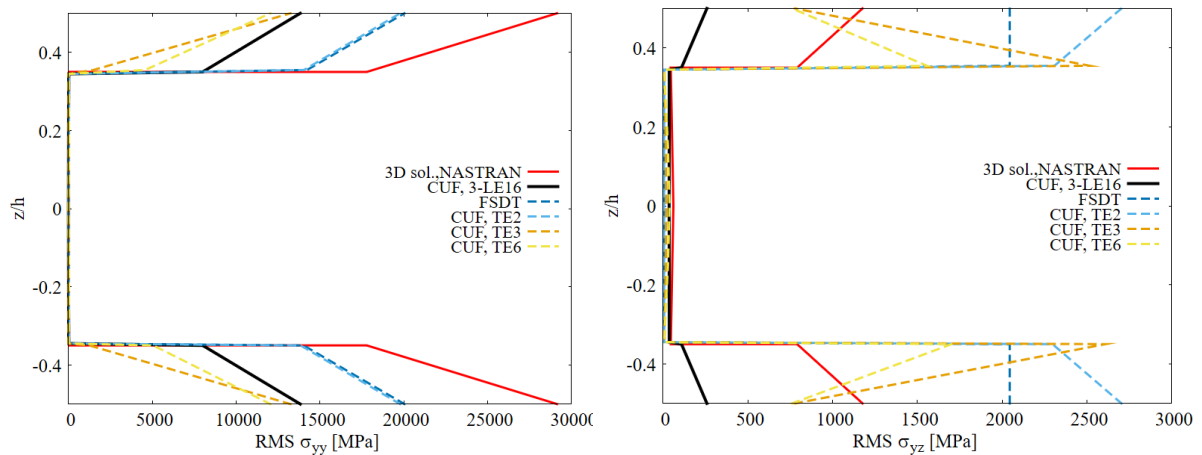 0.4
0.2
0
-0.2
-0.4
z/h
0
5000
10000
15000
20000
25000
30000
RMS σyy [MPa]
3D sol.,NASTRAN
CUF, 3-LE16
FSDT
CUF, TE2
CUF, TE3
CUF, TE6
0.4
0.2
0
-0.2
-0.4
z/h
0
500
1000
1500
2000
2500
3000
RMS σyz [MPa]
3D sol.,NASTRAN
CUF, 3-LE16
FSDT
CUF, TE2
CUF, TE3
CUF, TE6